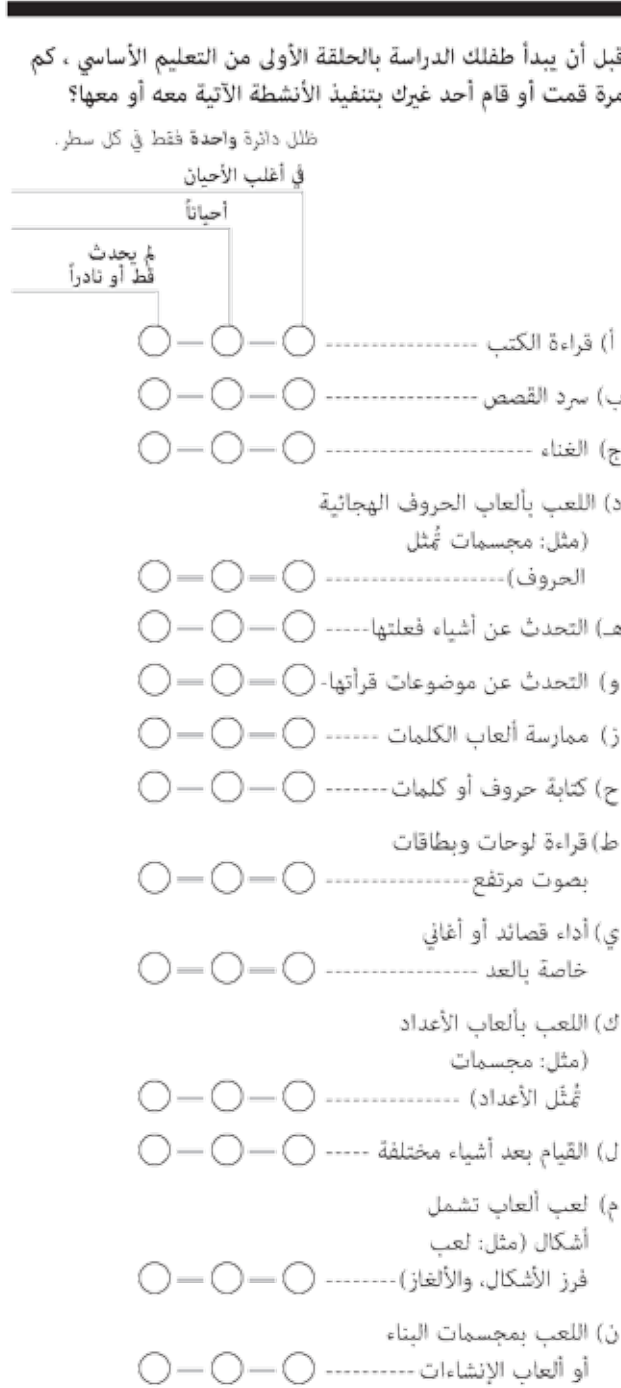 قبل أن يبدأ طفلك الدراسة بالحلقة الأولى من التعليم الأساسي ، كم
مرة قمت أو قام أحد غيرك بتنفيذ الأنشطة الآتية معه أو معها؟
ظلل دائرة واحدة فقط في كل سطر.
في أغلب الأحيان
أحياناً
لم يحدث
قط أو نادراً
أ) قراءة الكتب
ب) سرد القصص
ج) الغناء
د) اللعب بألعاب الحروف الهجائية
(مثل: مجسمات تُمثل
الحروف)
هـ) التحدث عن أشياء فعلتها
و) التحدث عن موضوعات قرأتها
ز) ممارسة ألعاب الكلمات
ح) كتابة حروف أو كلمات
ط) قراءة لوحات وبطاقات
بصوت مرتفع
ي) أداء قصائد أو أغاني
خاصة بالعد
ك) اللعب بألعاب الأعداد
(مثل: مجسمات
تُمثّل الأعداد)
ل) القيام بعد أشياء مختلفة
م) لعب ألعاب تشمل
أشكال (مثل: لعب
فرز الأشكال، والألغاز)
ن) اللعب بمجسمات البناء
أو ألعاب الإنشاءات